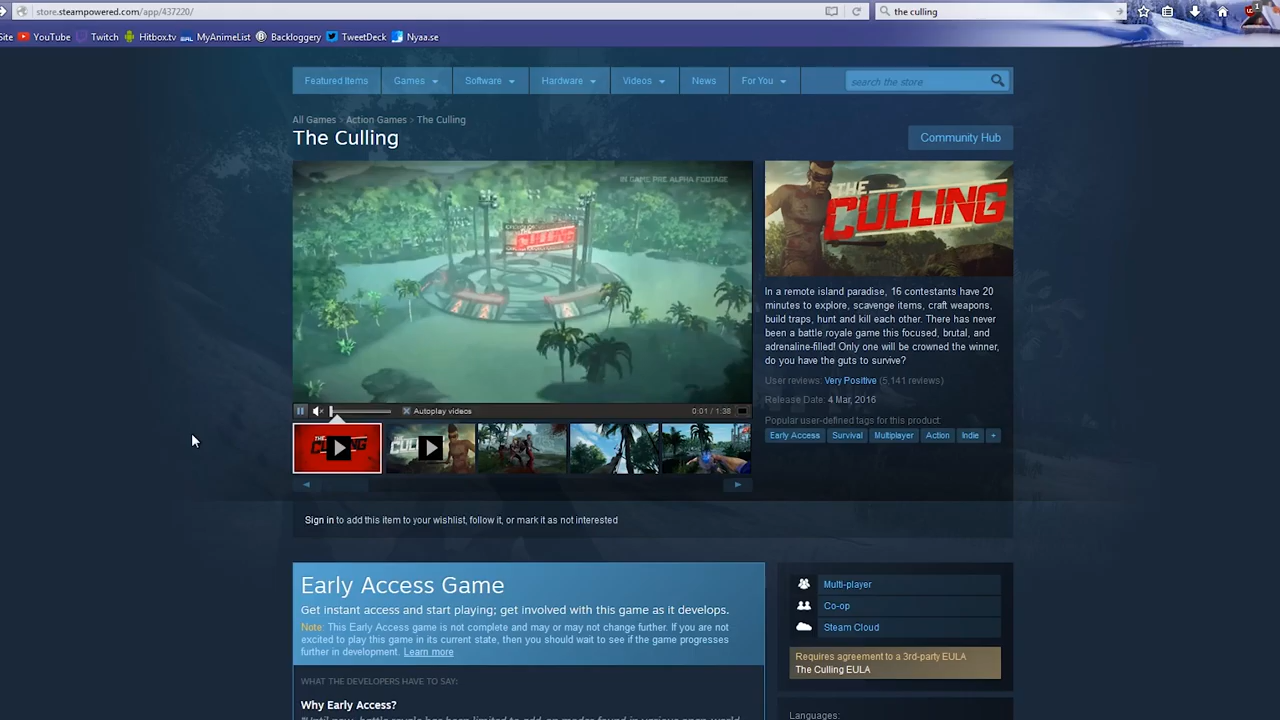 store.steampowered.com/app/437220/
the culling
Site YouTube Twitch Hitbox.tv MyAnimeList Backloggery TweetDeck Nyaa.se
Featured Items Games Software Hardware Videos News For You search the store
All Games > Action Games > The Culling
The Culling
Community Hub
IN GAME PRE ALPHA FOOTAGE
THE CULLING
THE CULLING
In a remote island paradise, 16 contestants have 20
minutes to explore, scavenge items, craft weapons,
build traps, hunt and kill each other. There has never
been a battle royale game this focused, brutal, and
adrenaline-filled! Only one will be crowned the winner,
do you have the guts to survive?
User reviews: Very Positive (5,141 reviews)
Release Date: 4 Mar, 2016
Popular user-defined tags for this product:
Early Access Survival Multiplayer Action Indie +
Autoplay videos 0:01 / 1:38
Sign in to add this item to your wishlist, follow it, or mark it as not interested
Early Access Game
Get instant access and start playing; get involved with this game as it develops.
Note: This Early Access game is not complete and may or may not change further. If you are not
excited to play this game in its current state, then you should wait to see if the game progresses
further in development. Learn more
WHAT THE DEVELOPERS HAVE TO SAY:
Why Early Access?
Multi-player
Co-op
Steam Cloud
Requires agreement to a 3rd-party EULA
The Culling EULA
Languages: